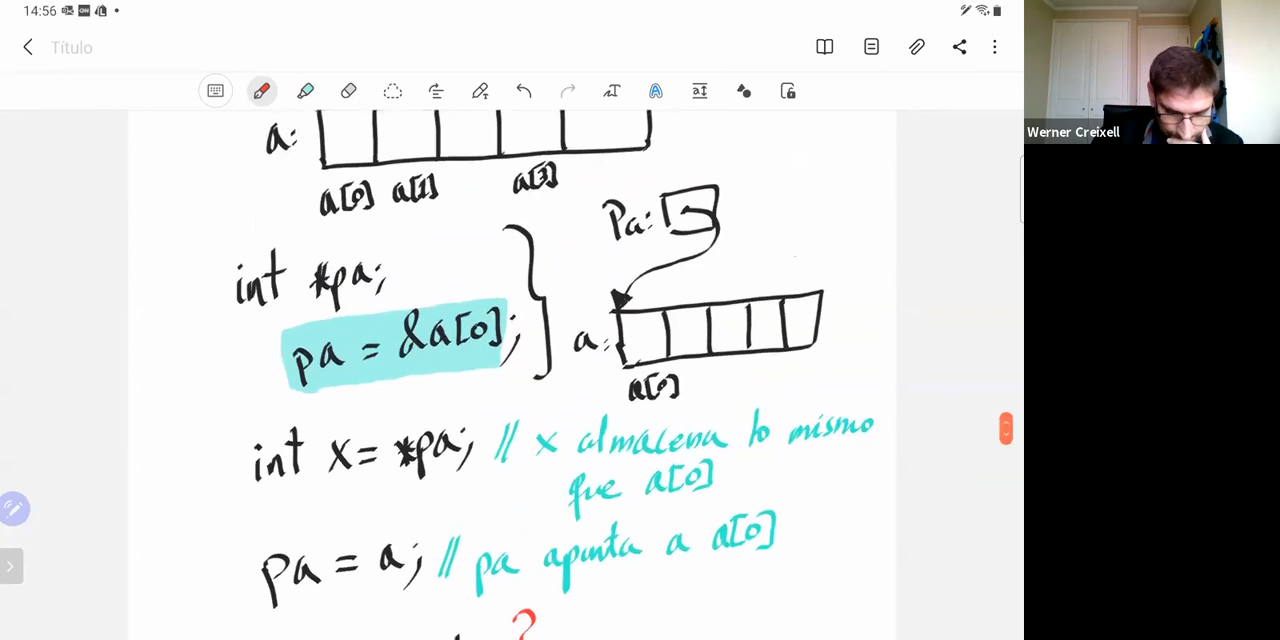 14:56
Título
a:
a[0] a[1] a[3]
Pa:
int *pa;
pa = &a[0];
a:
a[0]
int x = *pa; // x almacena lo mismo
que a[0]
pa = a; // pa apunta a a[0]
?
Werner Creixell